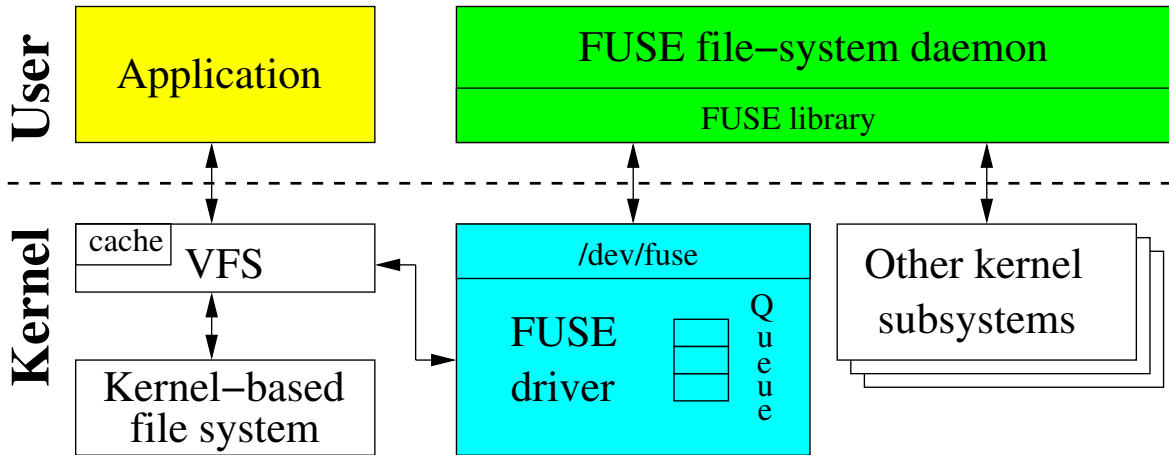 User
Application
FUSE file−system daemon
FUSE library
Kernel
cache
VFS
Kernel−based
file system
/dev/fuse
FUSE
driver
Queue
Other kernel
subsystems